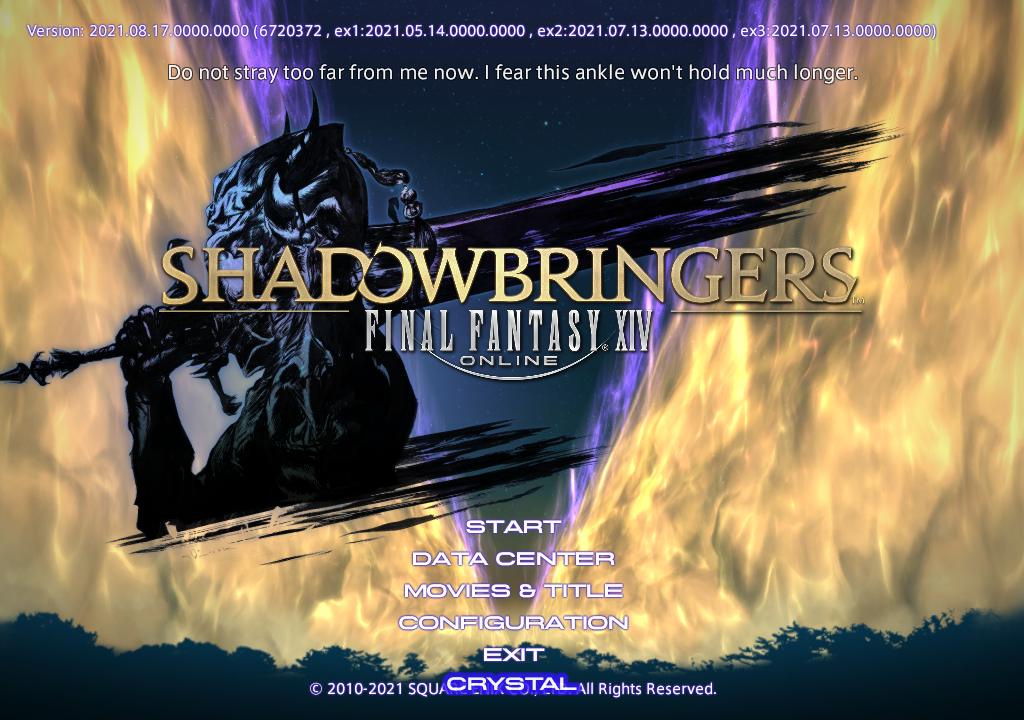 Version: 2021.08.17.0000.0000 (6720372 , ex1:2021.05.14.0000.0000 , ex2:2021.07.13.0000.0000 , ex3:2021.07.13.0000.0000)
Do not stray too far from me now. I fear this ankle won't hold much longer.
SHADOWBRINGERS™
FINAL FANTASY® XIV
ONLINE
START
DATA CENTER
MOVIES & TITLE
CONFIGURATION
EXIT
CRYSTAL
© 2010-2021 All Rights Reserved.